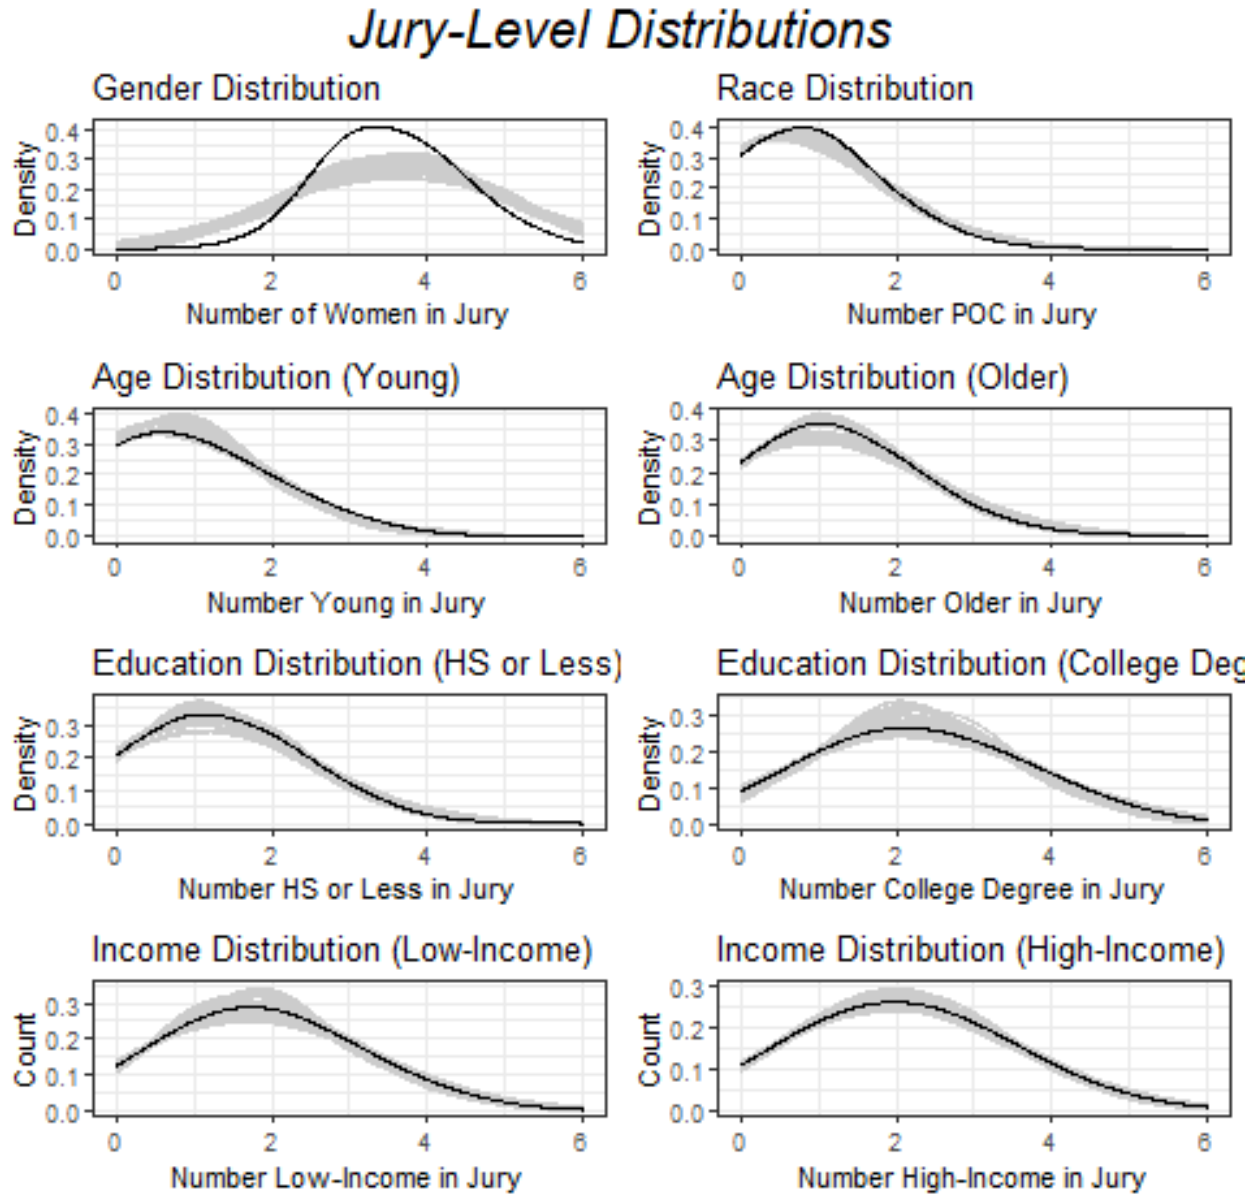 Jury-Level Distributions
Gender Distribution
Density
0.4
0.3
0.2
0.1
0.0
0 2 4 6
Number of Women in Jury
Race Distribution
Density
0.4
0.3
0.2
0.1
0.0
0 2 4 6
Number POC in Jury
Age Distribution (Young)
Density
0.4
0.3
0.2
0.1
0.0
0 2 4 6
Number Young in Jury
Age Distribution (Older)
Density
0.4
0.3
0.2
0.1
0.0
0 2 4 6
Number Older in Jury
Education Distribution (HS or Less)
Density
0.3
0.2
0.1
0.0
0 2 4 6
Number HS or Less in Jury
Education Distribution (College Deg
Density
0.3
0.2
0.1
0.0
0 2 4 6
Number College Degree in Jury
Income Distribution (Low-Income)
Count
0.3
0.2
0.1
0.0
0 2 4 6
Number Low-Income in Jury
Income Distribution (High-Income)
Count
0.3
0.2
0.1
0.0
0 2 4 6
Number High-Income in Jury